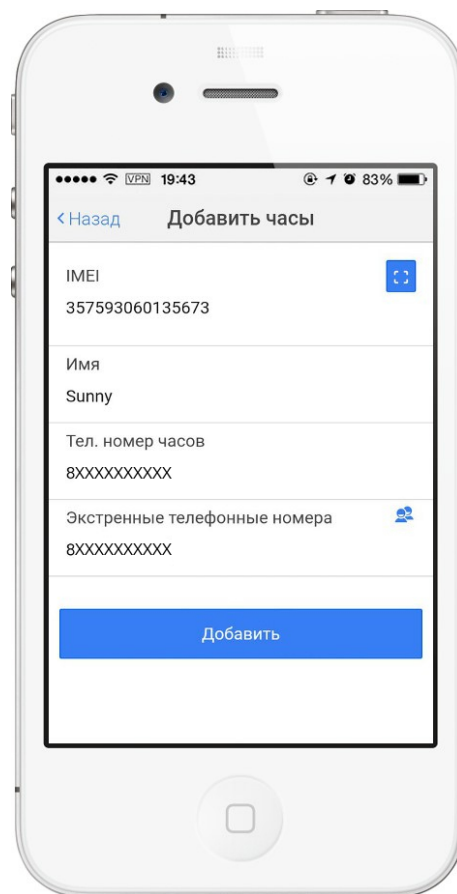 VPN 19:43 83%
Назад Добавить часы
IMEI
357593060135673
Имя
Sunny
Тел. номер часов
8XXXXXXXXXX
Экстренные телефонные номера
8XXXXXXXXXX
Добавить